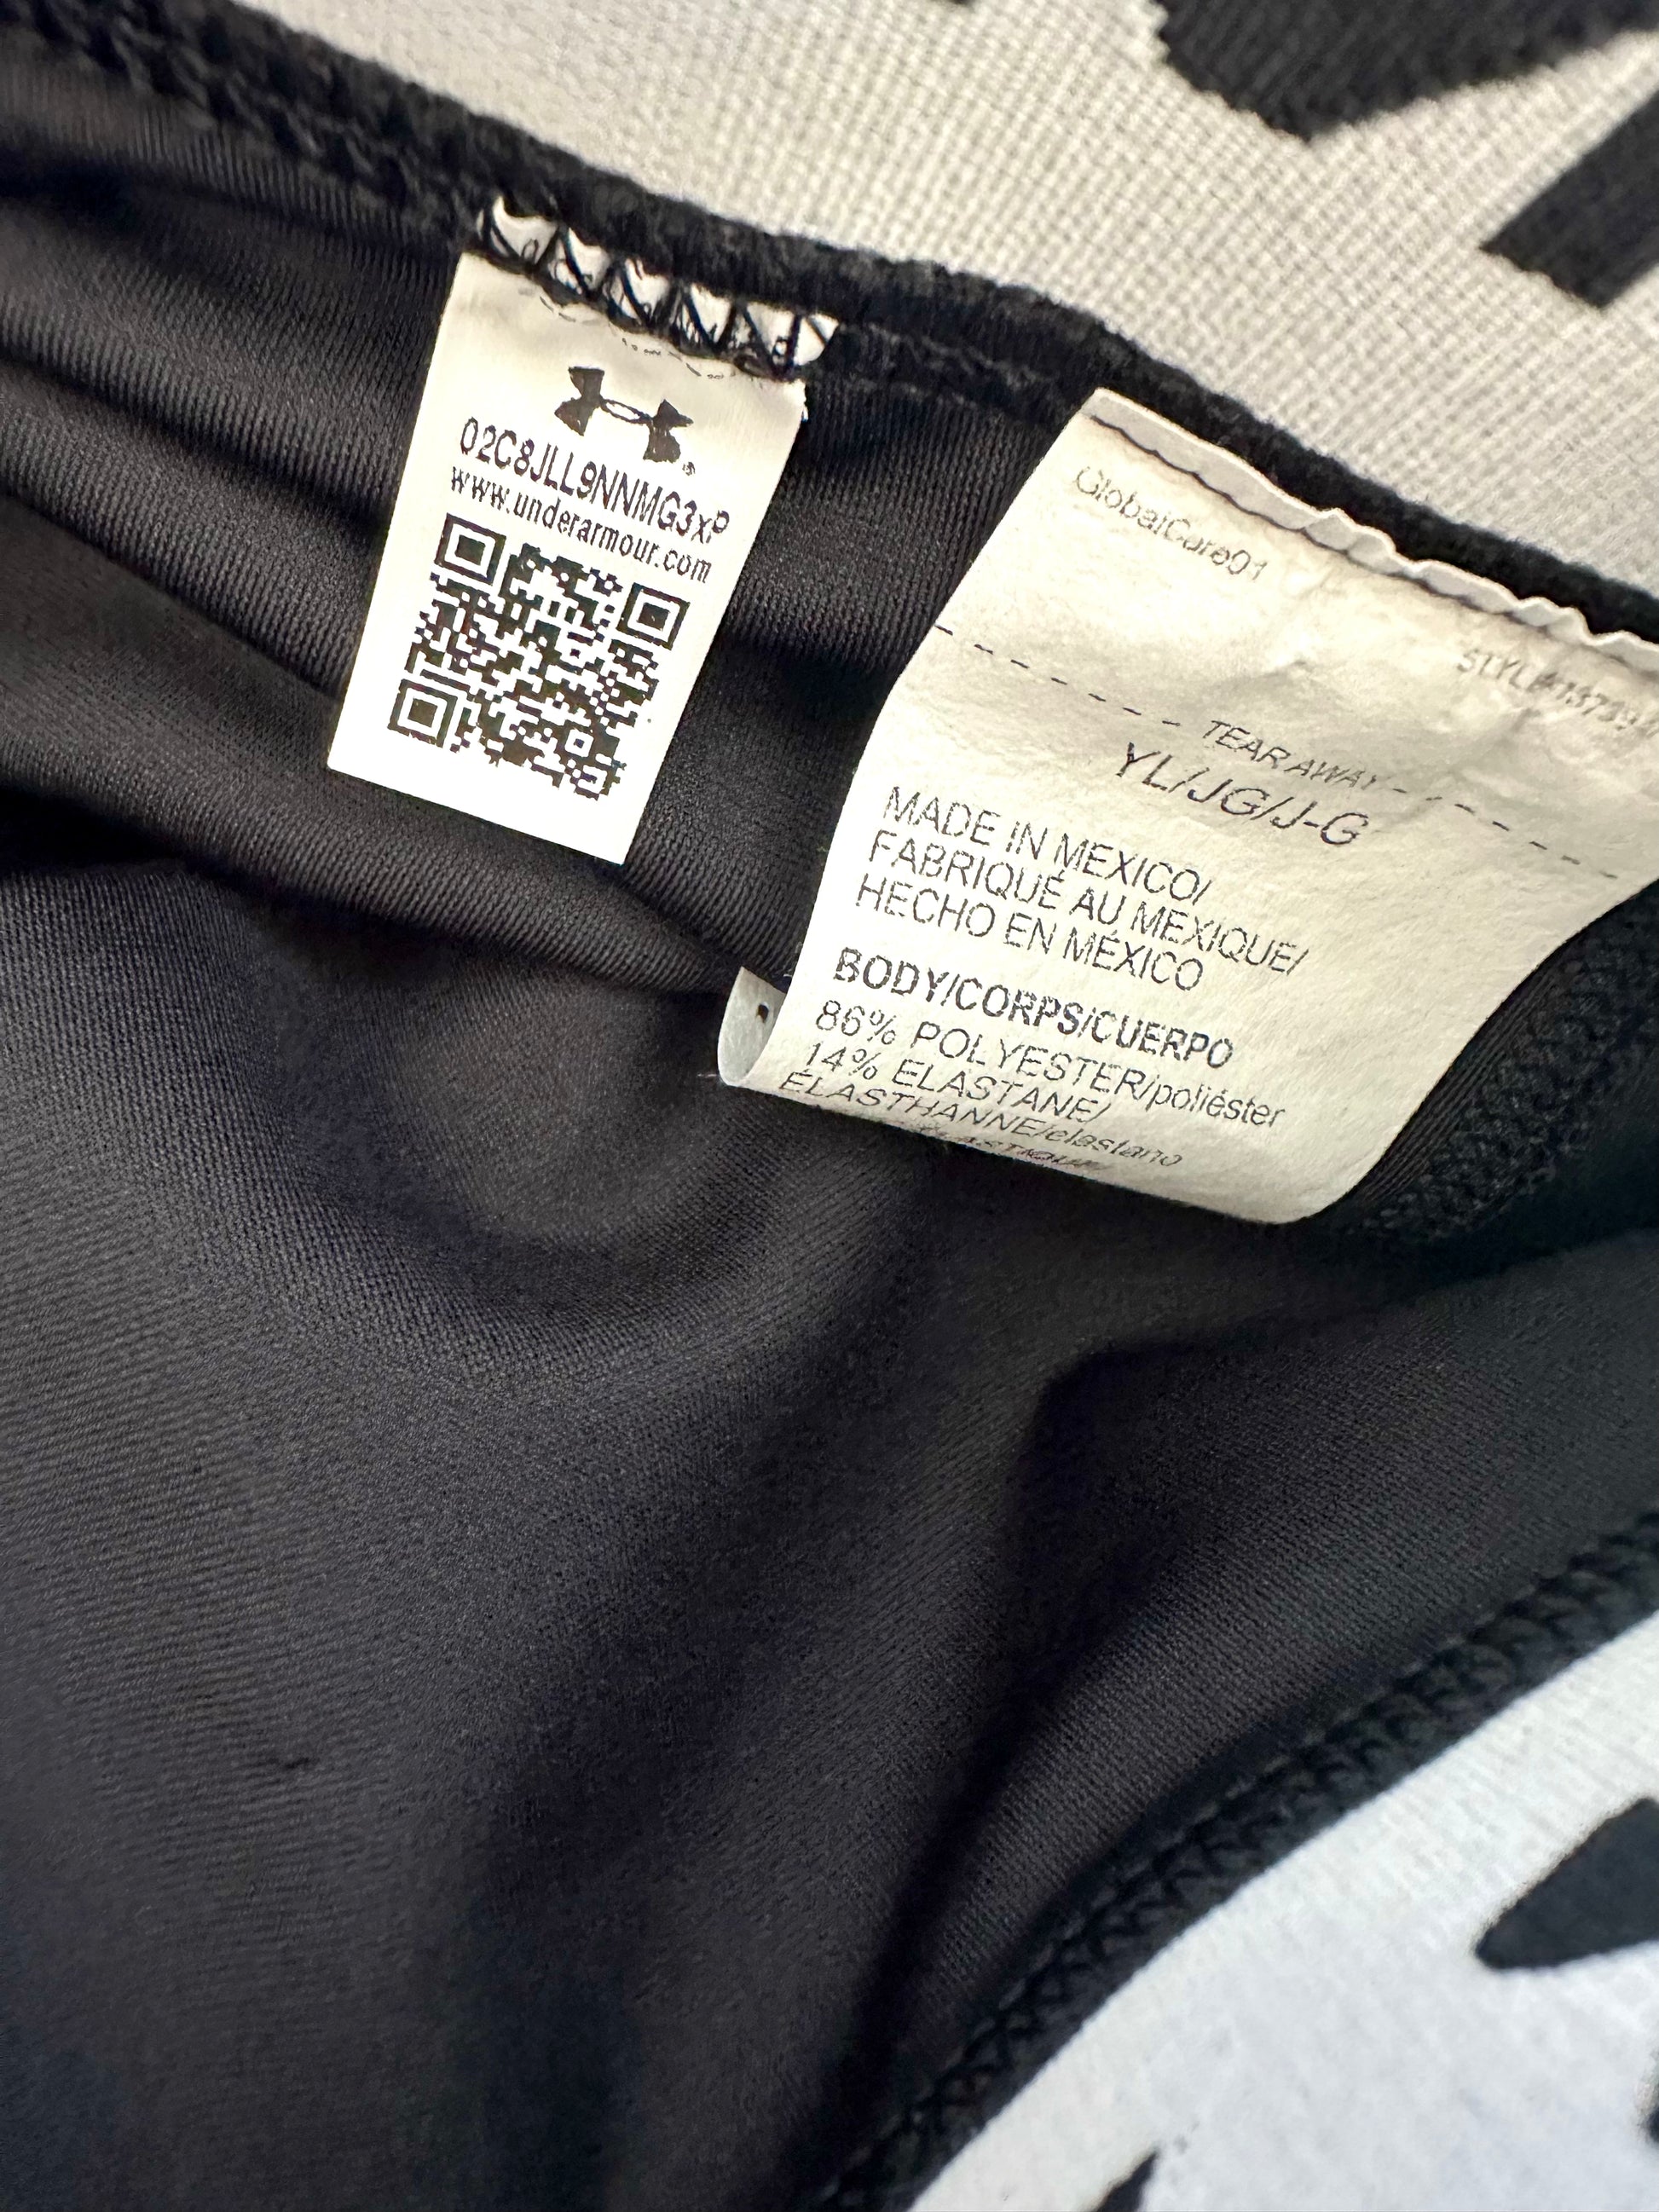 02C8JLL9NNMG3xP
www.underarmour.com
GlobalCare01
TEAR AWAY
YL/JG/J-G
MADE IN MEXICO/
FABRIQUÉ AU MEXIQUE/
HECHO EN MÉXICO
BODY/CORPS/CUERPO
86% POLYESTER/poliéster
14% ELASTANE/
ÉLASTHANNE/elastano